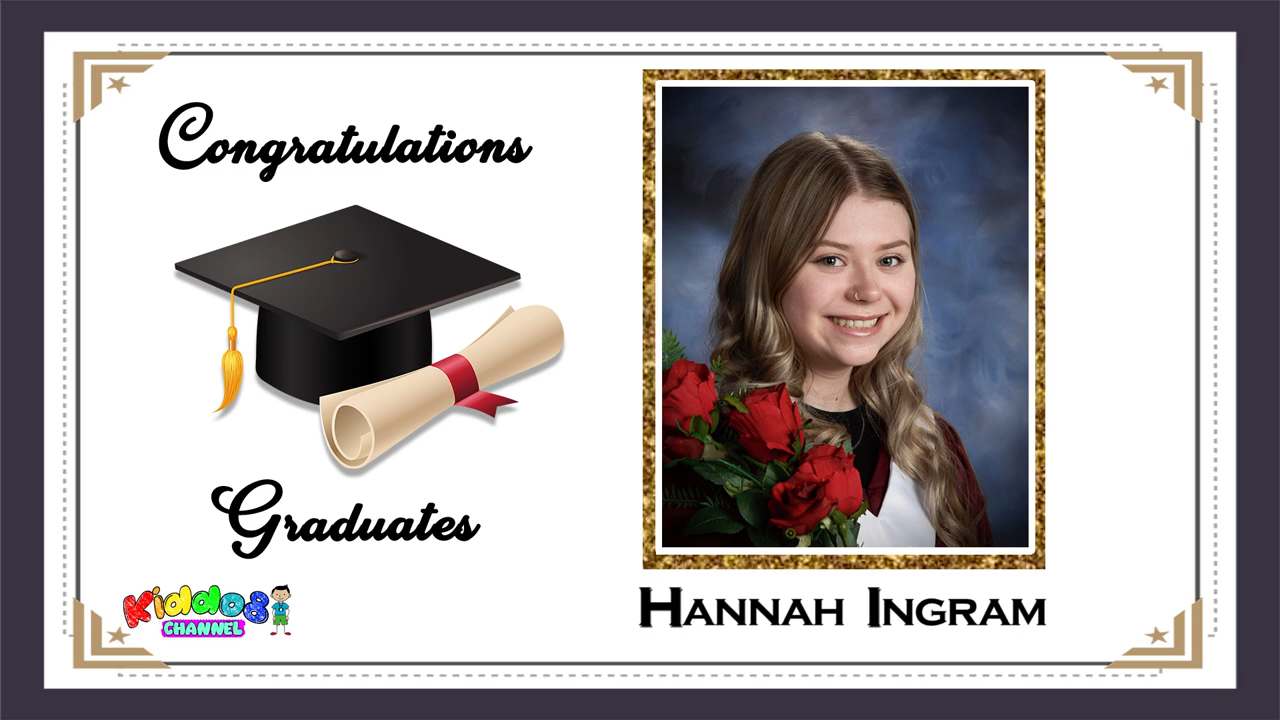 Congratulations
Graduates
Kiddo8
CHANNEL
HANNAH INGRAM